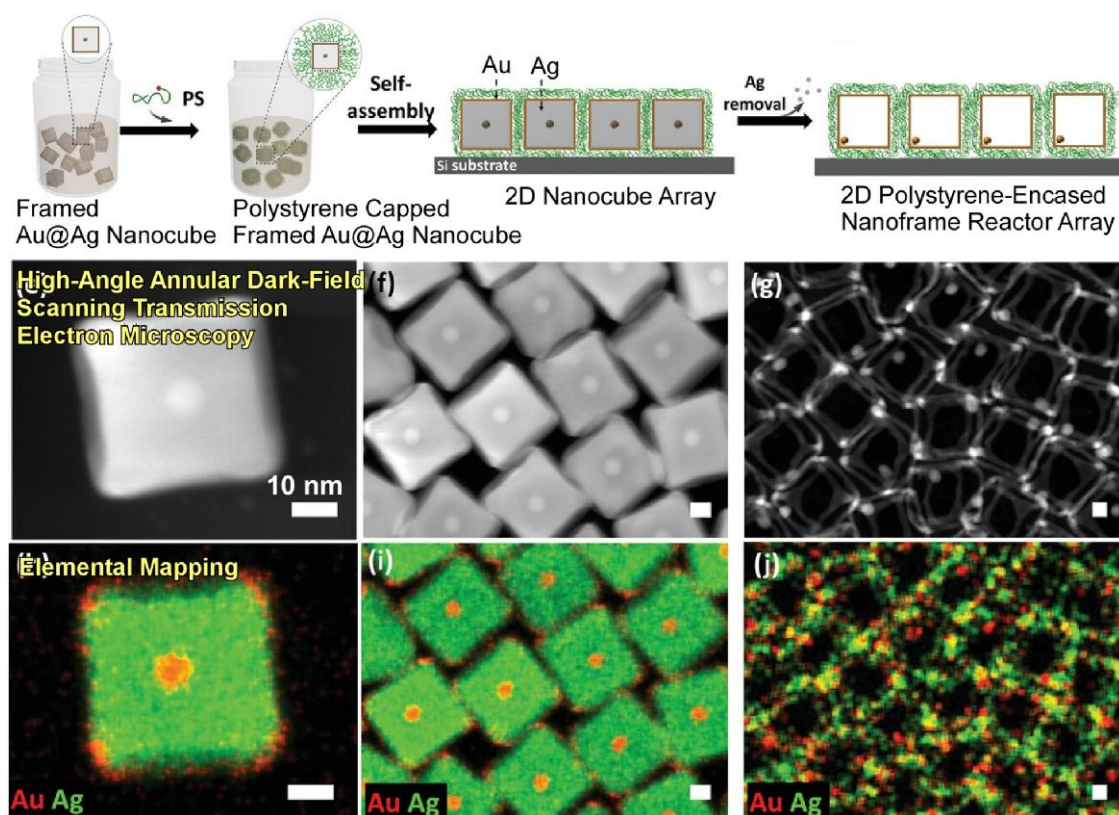 PS
Self-
assembly
Au
Ag
Ag
removal
Si substrate
Framed
Au@Ag Nanocube
Polystyrene Capped
Framed Au@Ag Nanocube
2D Nanocube Array
2D Polystyrene-Encased
Nanoframe Reactor Array
High-Angle Annular Dark-Field
Scanning Transmission
Electron Microscopy
10 nm
(f)
(g)
Elemental Mapping
Au Ag
(i)
Au Ag
(j)
Au Ag